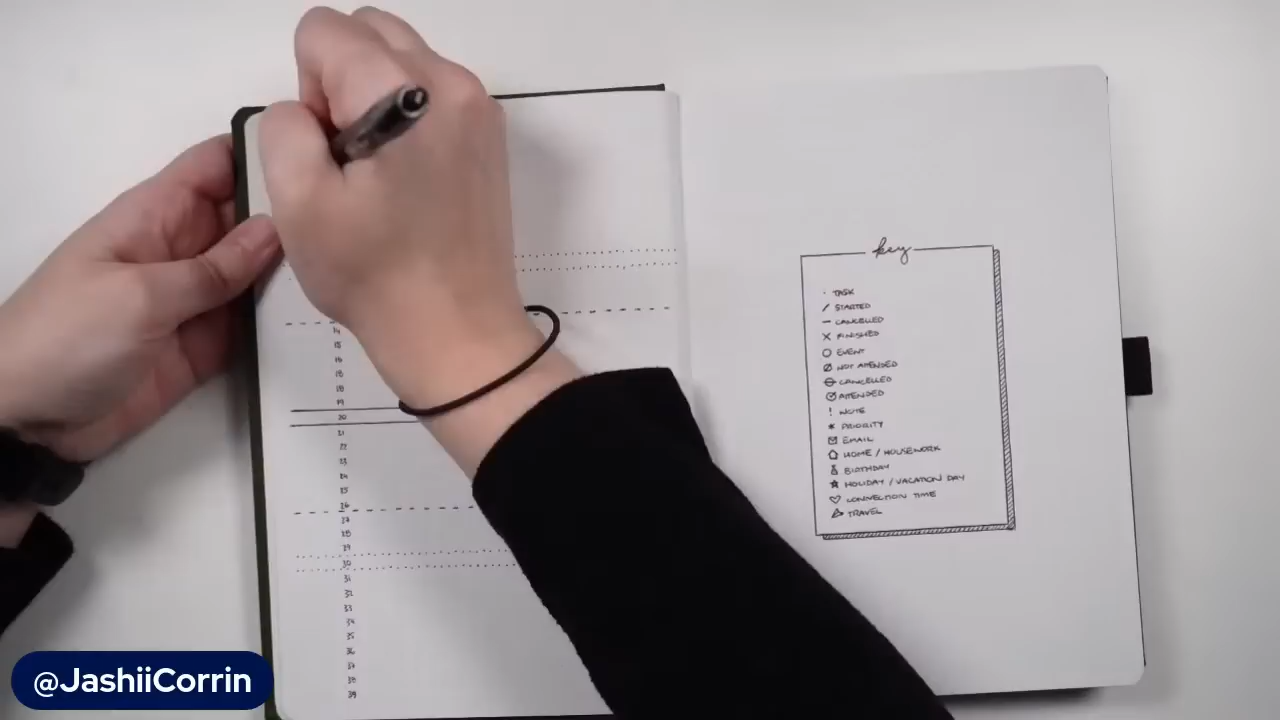 14
15
16
18
18
19
20
21
22
23
24
25
26
27
28
29
30
31
32
33
34
35
36
37
38
39
key
· TASK
/ STARTED
— CANCELLED
X FINISHED
○ EVENT
NOT ATTENDED
CANCELLED
ATTENDED
! NOTE
* PRIORITY
EMAIL
HOME / HOUSEWORK
BIRTHDAY
★ HOLIDAY / VACATION DAY
♡ CONNECTION TIME
TRAVEL
@JashiiCorrin